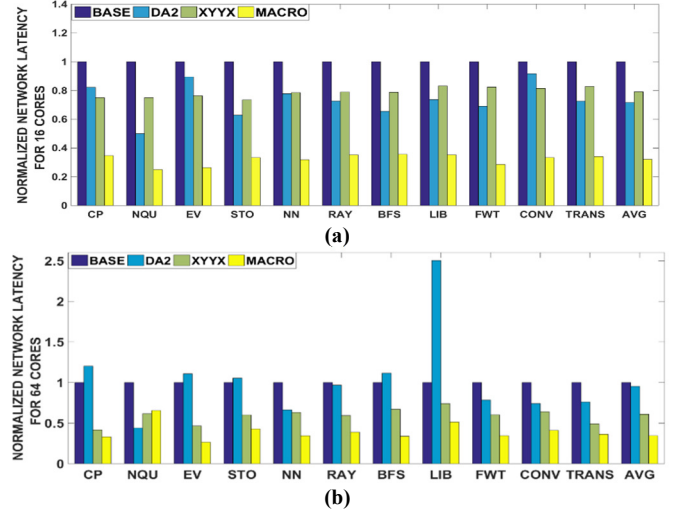 1.4
BASE DA2 XYYX MACRO
1.2
1
0.8
0.6
0.4
0.2
0
NORMALIZED NETWORK LATENCY
FOR 16 CORES
CP NQU EV STO NN RAY BFS LIB FWT CONV TRANS AVG
(a)
BASE DA2 XYYX MACRO
2.5
2
1.5
1
0.5
0
NORMALIZED NETWORK LATENCY
FOR 64 CORES
CP NQU EV STO NN RAY BFS LIB FWT CONV TRANS AVG
(b)